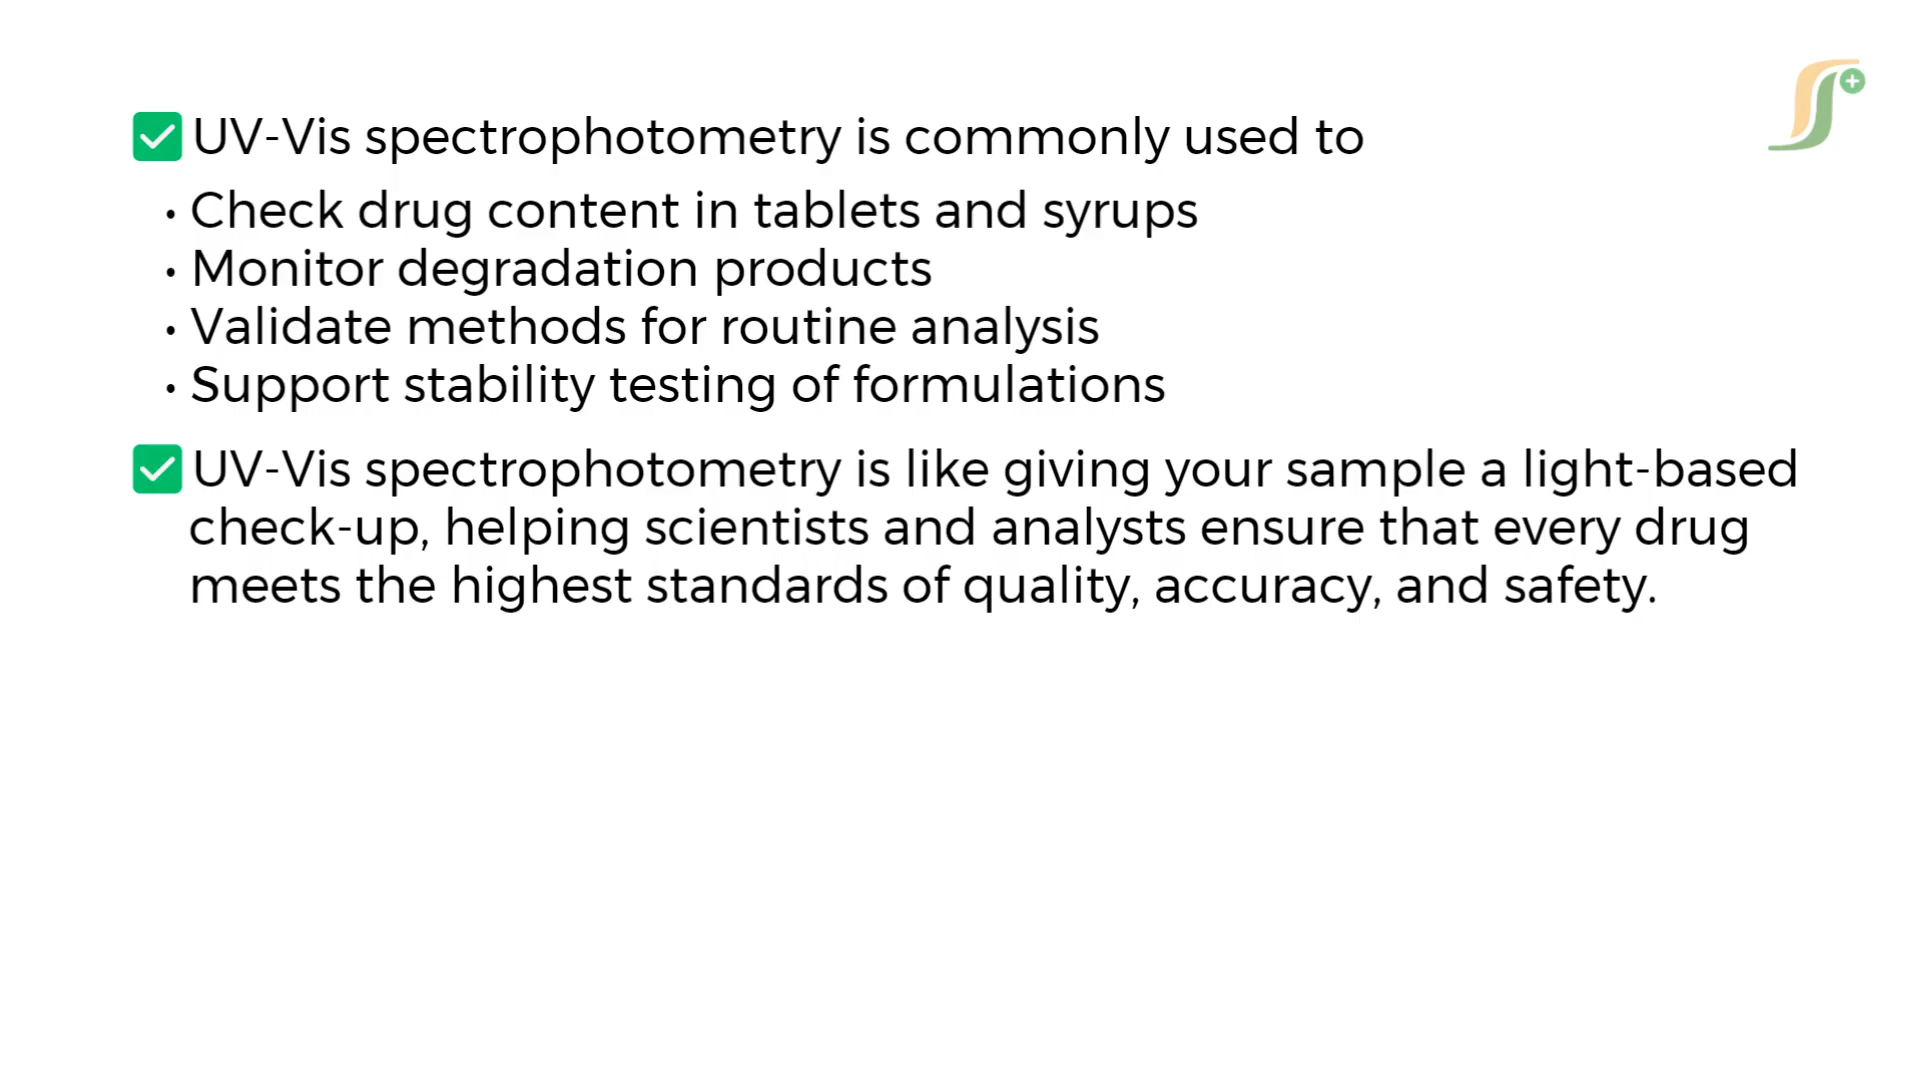 ✅ UV-Vis spectrophotometry is commonly used to
• Check drug content in tablets and syrups
• Monitor degradation products
• Validate methods for routine analysis
• Support stability testing of formulations
✅ UV-Vis spectrophotometry is like giving your sample a light-based
check-up, helping scientists and analysts ensure that every drug
meets the highest standards of quality, accuracy, and safety.